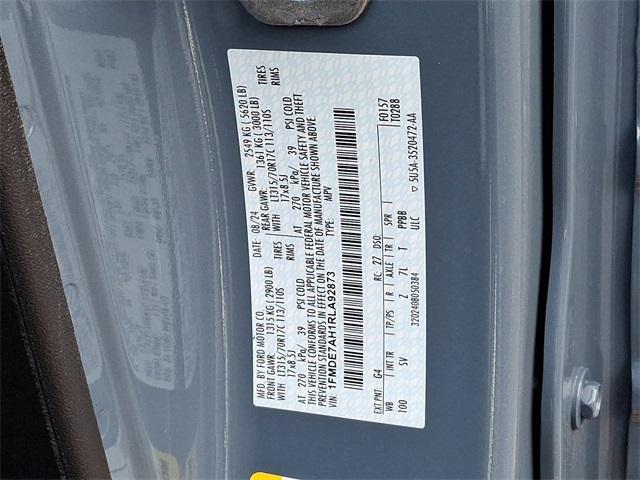 MFD. BY FORD MOTOR CO.
DATE: 08/24 GVWR: 2549 KG ( 5620 LB)
FRONT GAWR: 1315 KG ( 2900 LB) REAR GAWR: 1361 KG ( 3000 LB)
WITH LT315/70R17C 113/110S TIRES WITH LT315/70R17C 113/110S TIRES
17x8.5J RIMS 17x8.5J RIMS
AT 270 kPa/ 39 PSI COLD AT 270 kPa/ 39 PSI COLD
THIS VEHICLE CONFORMS TO ALL APPLICABLE FEDERAL MOTOR VEHICLE SAFETY AND THEFT
PREVENTION STANDARDS IN EFFECT ON THE DATE OF MANUFACTURE SHOWN ABOVE.
VIN: 1FMDE7AH1RLA92873 TYPE: MPV
F0157
T0288
EXT PNT: G4 RC: 27 DSO:
WB INT TR TP/PS R AXLE TR SPR
100 SV Z 7L T PPBB
ULC
3202408050384 5U5A-3520472-AA